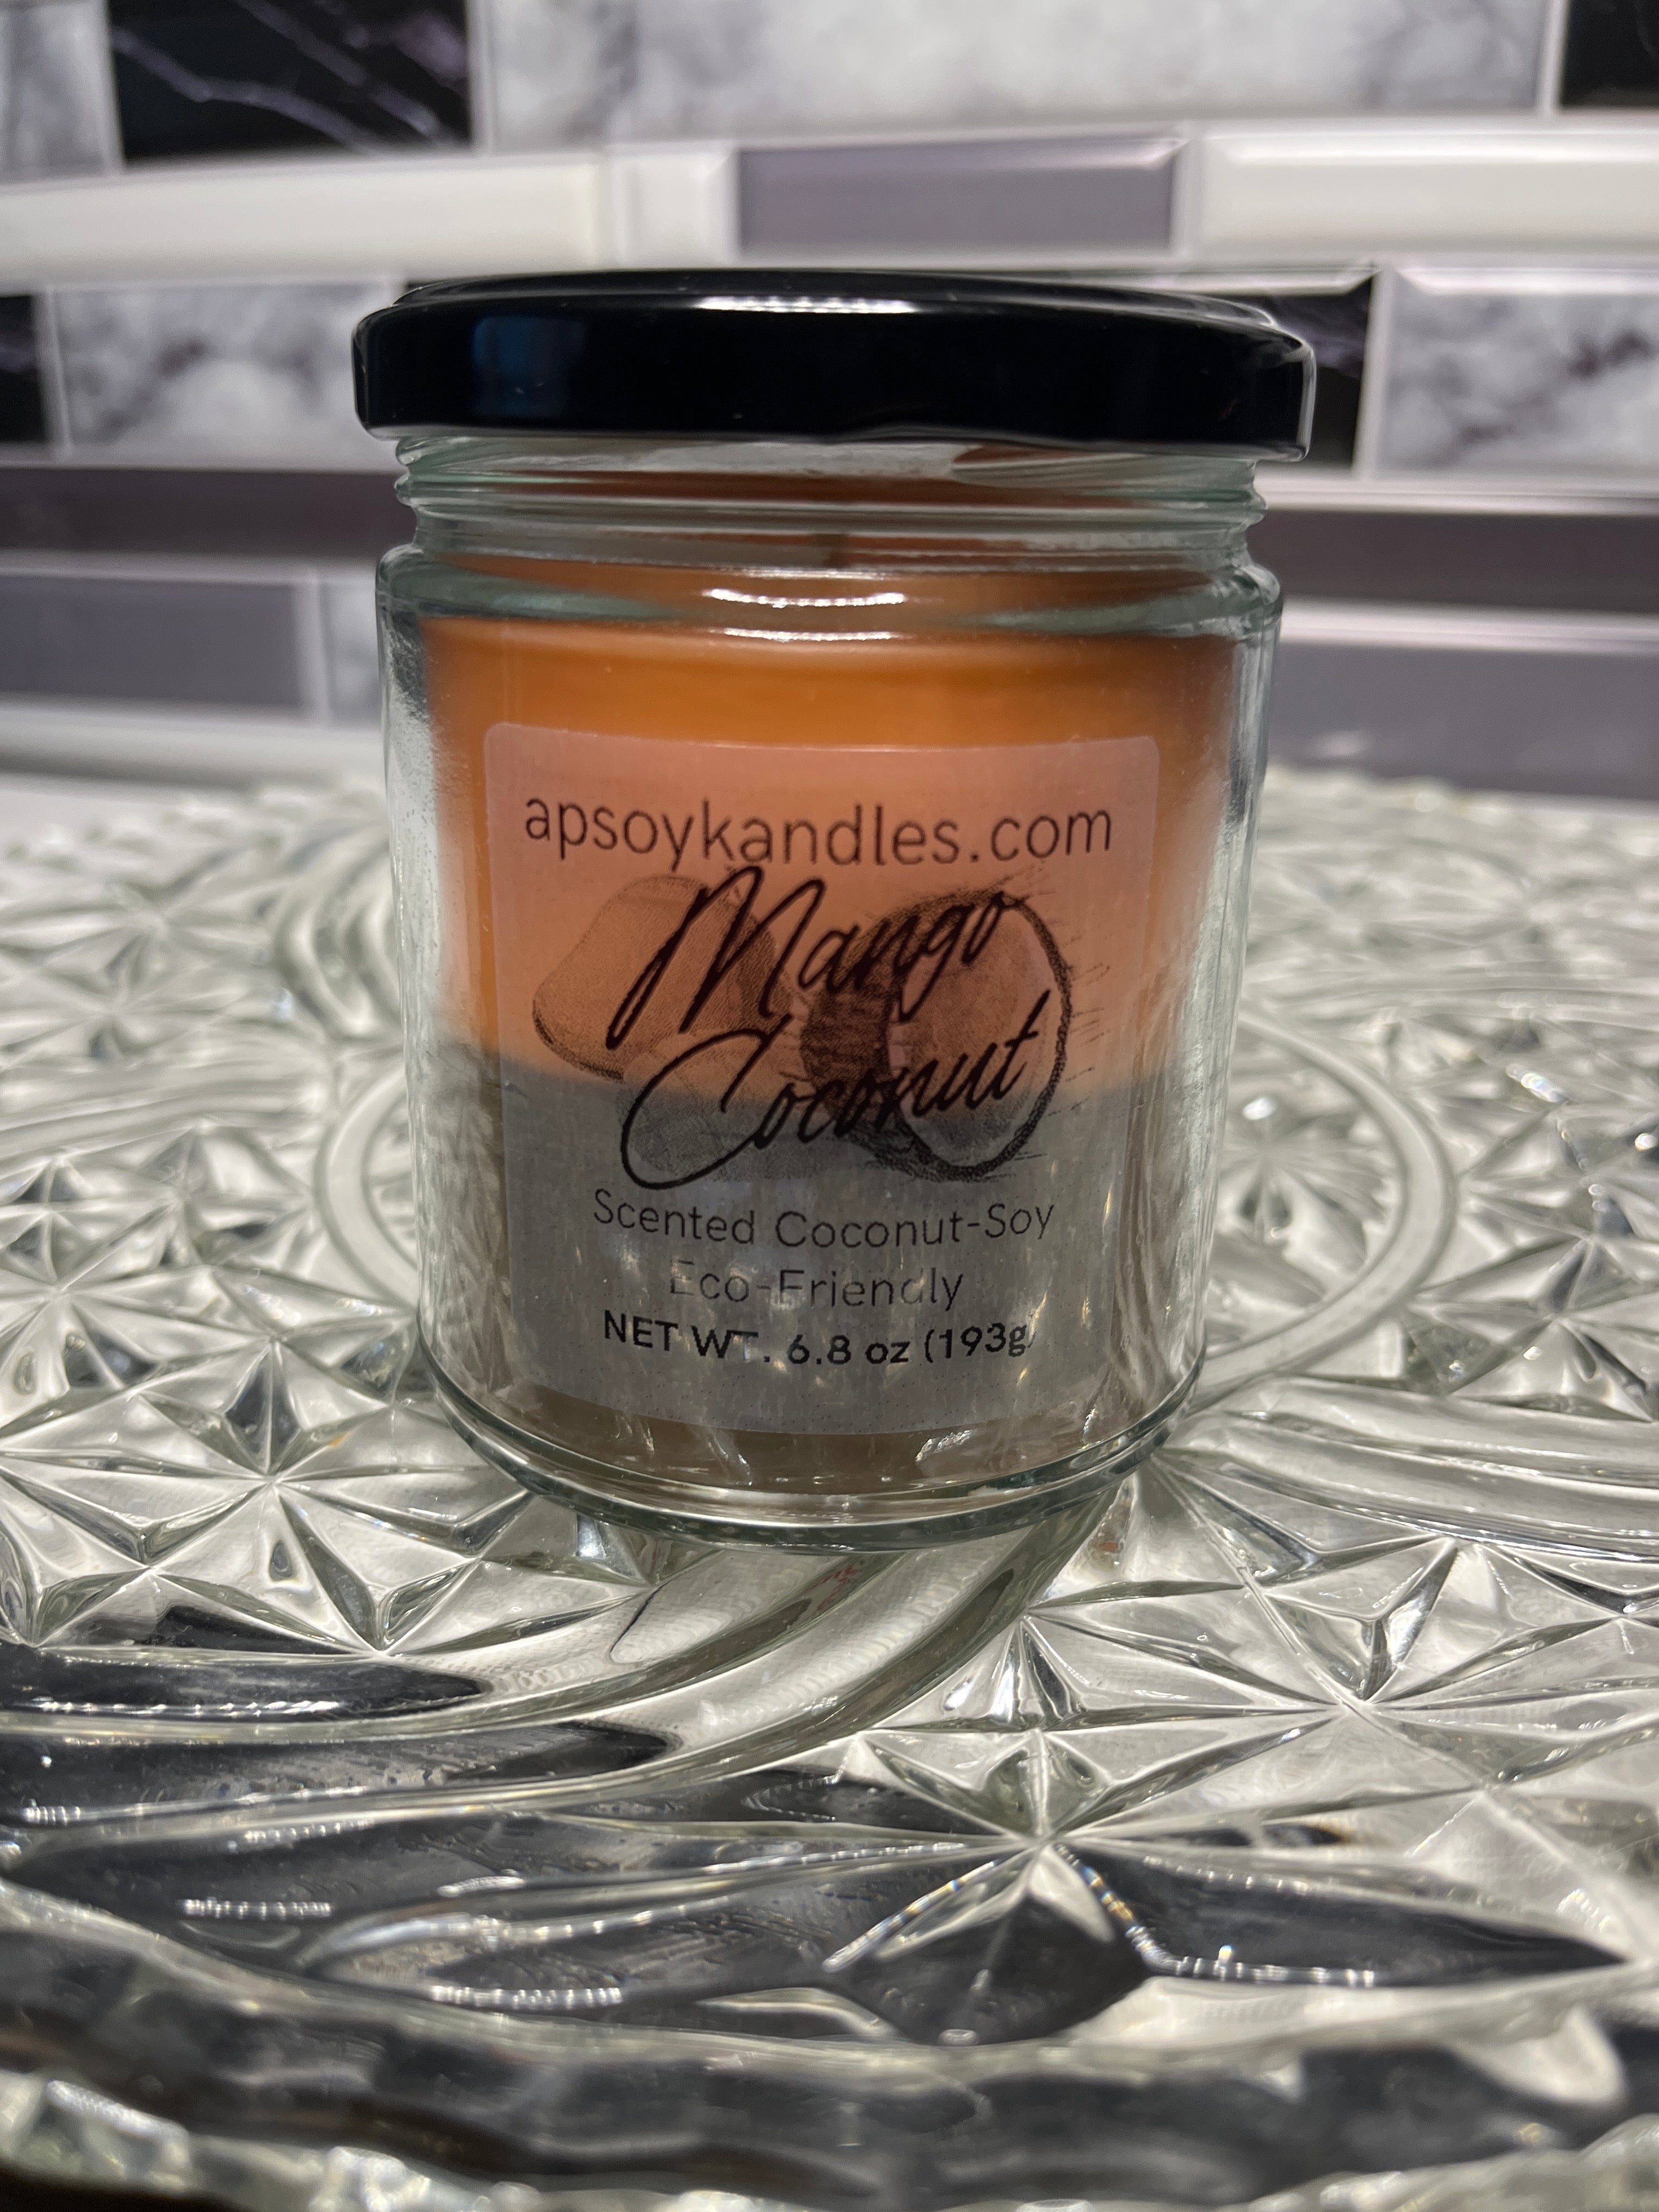 apsoykandles.com
Mango
Coconut
Scented Coconut-Soy
Eco-Friendly
NET WT. 6.8 oz (193g)